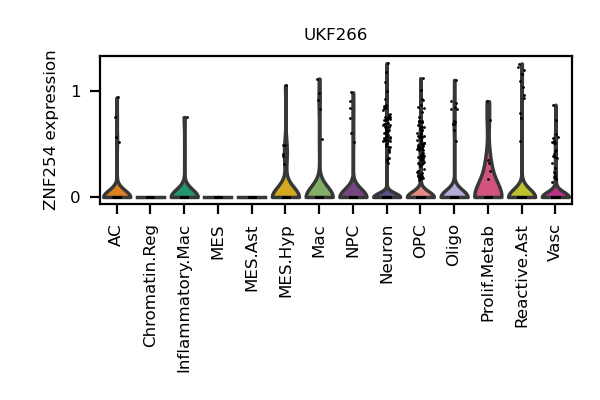 UKF266
ZNF254 expression
1
0
AC
Chromatin.Reg
Inflammatory.Mac
MES
MES.Ast
MES.Hyp
Mac
NPC
Neuron
OPC
Oligo
Prolif.Metab
Reactive.Ast
Vasc